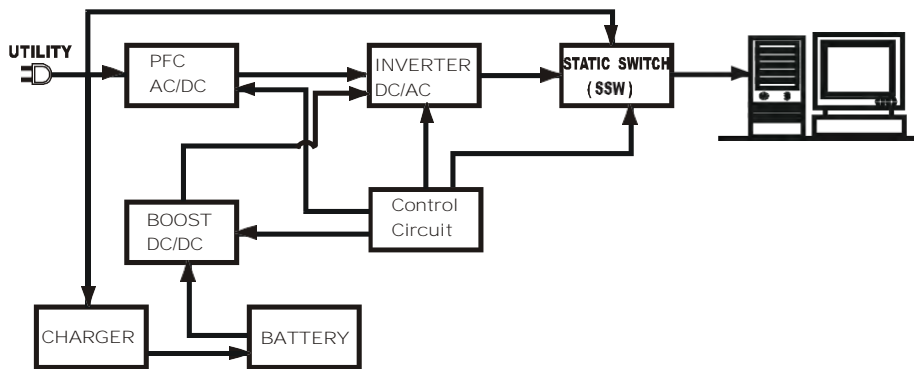 UTILITY
PFC
AC/DC
INVERTER
DC/AC
STATIC SWITCH
(SSW)
BOOST
DC/DC
Control
Circuit
CHARGER
BATTERY